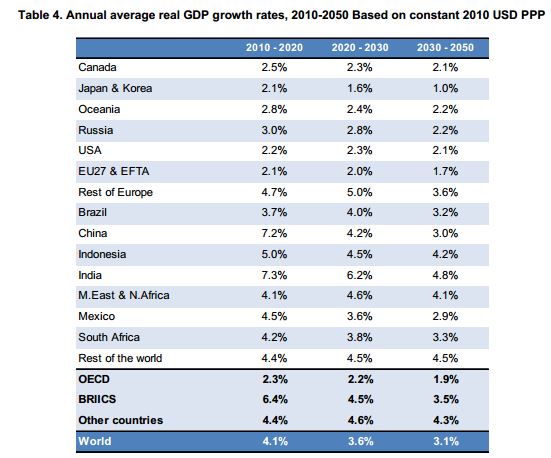 Table 4. Annual average real GDP growth rates, 2010-2050 Based on constant 2010 USD PPP
2010 - 2020 2020 - 2030 2030 - 2050
Canada 2.5% 2.3% 2.1%
Japan & Korea 2.1% 1.6% 1.0%
Oceania 2.8% 2.4% 2.2%
Russia 3.0% 2.8% 2.2%
USA 2.2% 2.3% 2.1%
EU27 & EFTA 2.1% 2.0% 1.7%
Rest of Europe 4.7% 5.0% 3.6%
Brazil 3.7% 4.0% 3.2%
China 7.2% 4.2% 3.0%
Indonesia 5.0% 4.5% 4.2%
India 7.3% 6.2% 4.8%
M.East & N.Africa 4.1% 4.6% 4.1%
Mexico 4.5% 3.6% 2.9%
South Africa 4.2% 3.8% 3.3%
Rest of the world 4.4% 4.5% 4.5%
OECD 2.3% 2.2% 1.9%
BRIICS 6.4% 4.5% 3.5%
Other countries 4.4% 4.6% 4.3%
World 4.1% 3.6% 3.1%